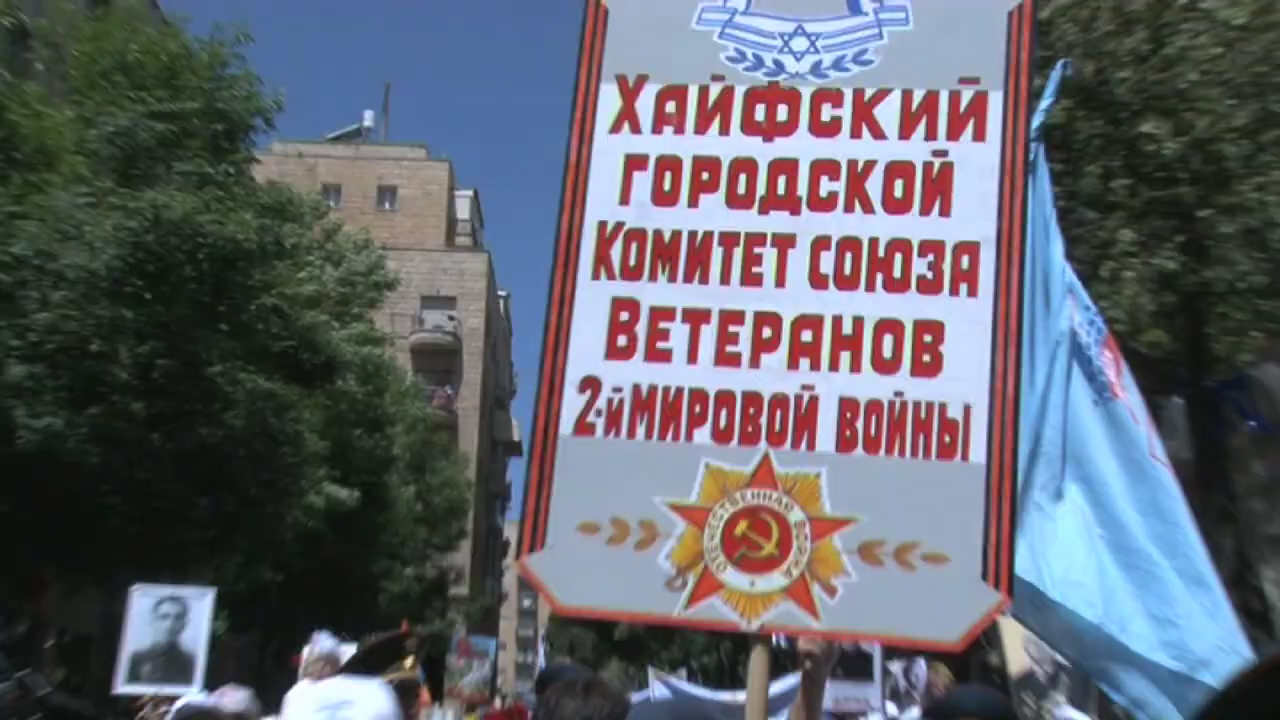 ХАЙФСКИЙ
ГОРОДСКОЙ
КОМИТЕТ СОЮЗА
ВЕТЕРАНОВ
2-й МИРОВОЙ ВОЙНЫ
ОТЕЧЕСТВЕННАЯ ВОЙНА